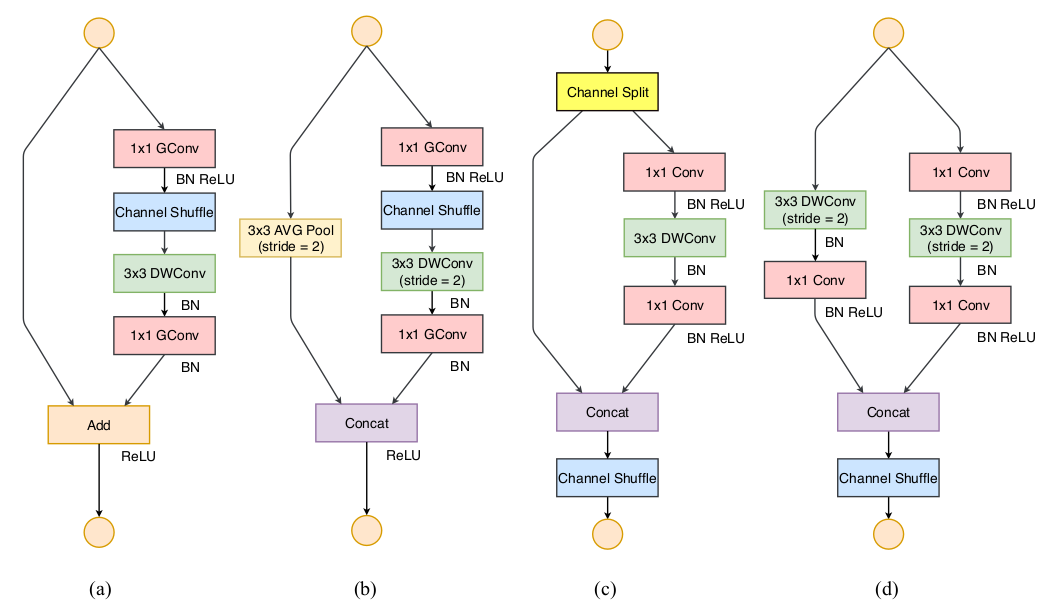 1x1 GConv
BN ReLU
Channel Shuffle
3x3 DWConv
BN
1x1 GConv
BN
Add
ReLU
(a)
1x1 GConv
BN ReLU
Channel Shuffle
3x3 AVG Pool
(stride = 2)
3x3 DWConv
(stride = 2)
BN
1x1 GConv
BN
Concat
ReLU
(b)
Channel Split
1x1 Conv
BN ReLU
3x3 DWConv
BN
1x1 Conv
BN ReLU
Concat
Channel Shuffle
(c)
3x3 DWConv
(stride = 2)
BN
1x1 Conv
BN ReLU
1x1 Conv
BN ReLU
3x3 DWConv
(stride = 2)
BN
1x1 Conv
BN ReLU
Concat
Channel Shuffle
(d)